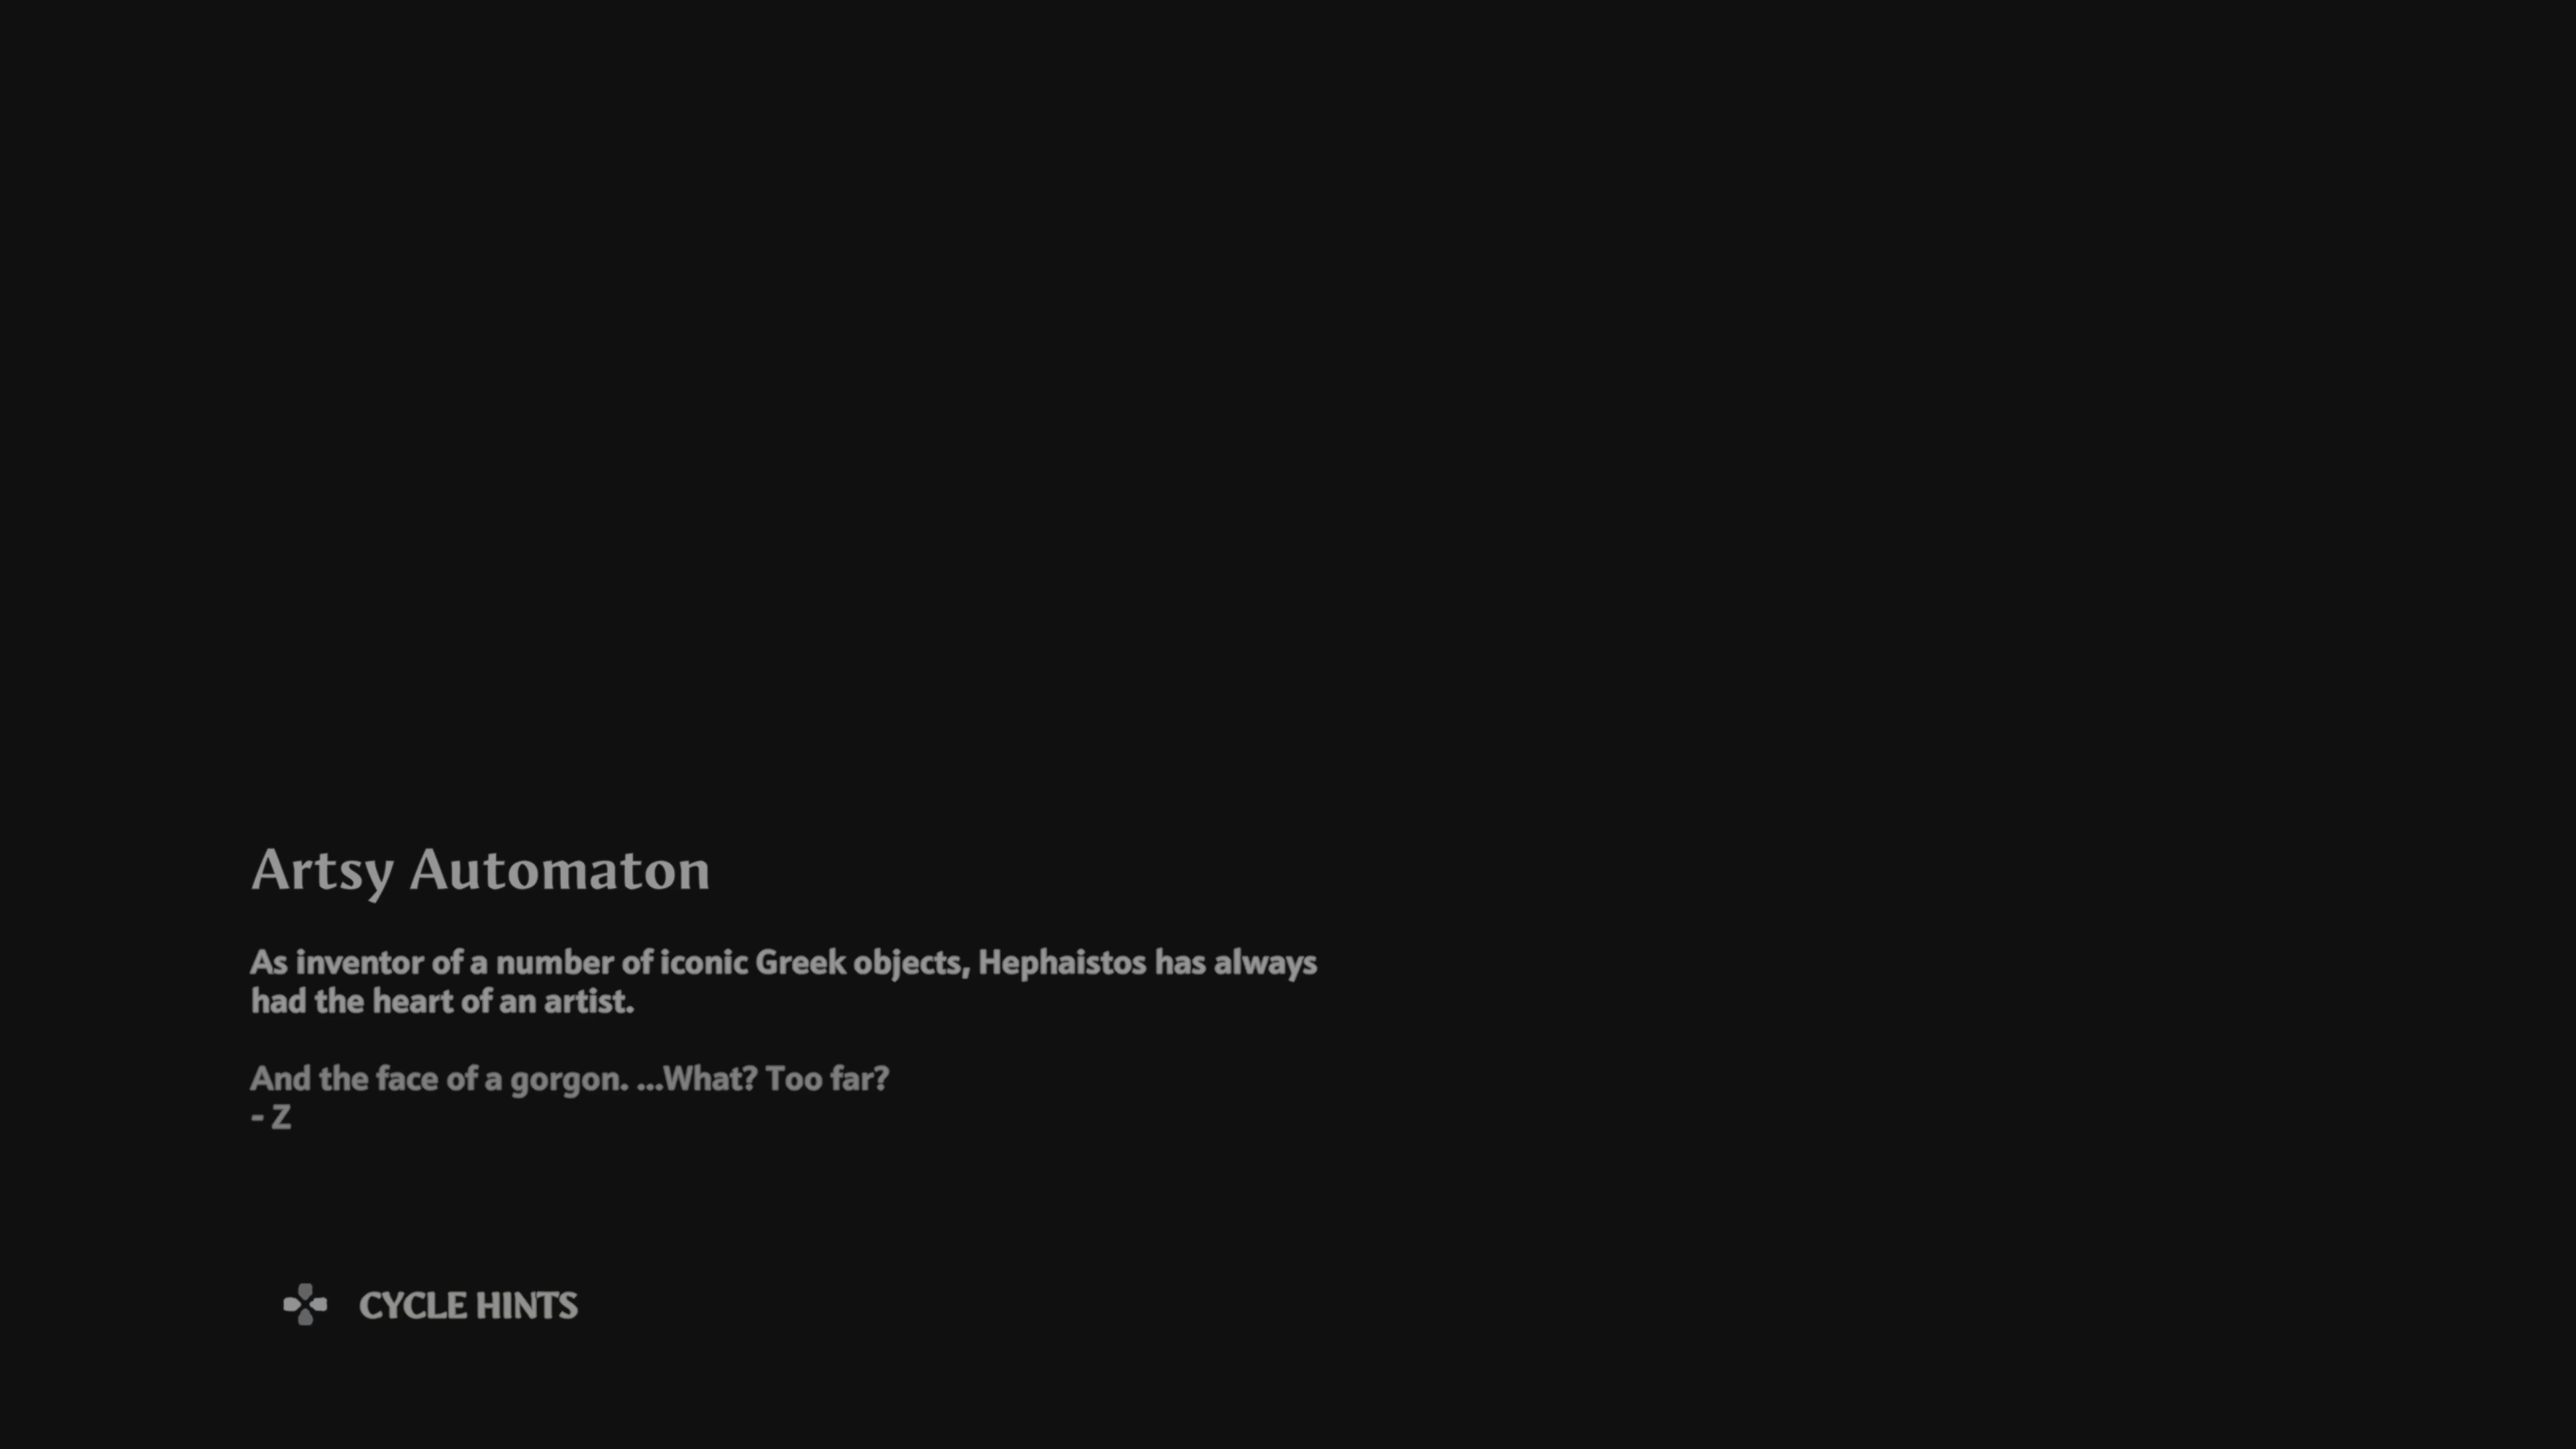 Artsy Automaton
As inventor of a number of iconic Greek objects, Hephaistos has always
had the heart of an artist.
And the face of a gorgon. ...What? Too far?
- Z
CYCLE HINTS